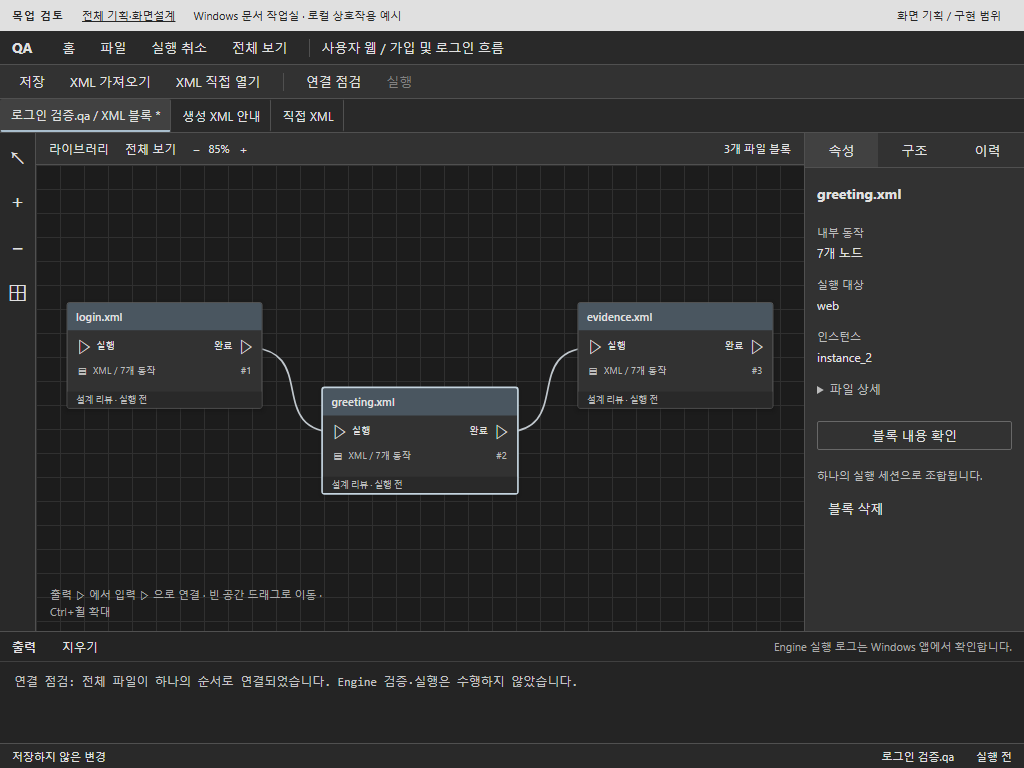 목업 검토 전체 기획·화면설계 Windows 문서 작업실 · 로컬 상호작용 예시 화면 기획 / 구현 범위
QA 홈 파일 실행 취소 전체 보기 사용자 웹 / 가입 및 로그인 흐름
저장 XML 가져오기 XML 직접 열기 연결 점검 실행
로그인 검증.qa / XML 블록 * 생성 XML 안내 직접 XML
라이브러리 전체 보기 − 85% + 3개 파일 블록
속성 구조 이력
login.xml
실행 완료
XML / 7개 동작 #1
설계 리뷰 · 실행 전
greeting.xml
실행 완료
XML / 7개 동작 #2
설계 리뷰 · 실행 전
evidence.xml
실행 완료
XML / 7개 동작 #3
설계 리뷰 · 실행 전
출력 ▷ 에서 입력 ▷ 으로 연결 · 빈 공간 드래그로 이동 ·
Ctrl+휠 확대
greeting.xml
내부 동작
7개 노드
실행 대상
web
인스턴스
instance_2
▶ 파일 상세
블록 내용 확인
하나의 실행 세션으로 조합됩니다.
블록 삭제
출력 지우기 Engine 실행 로그는 Windows 앱에서 확인합니다.
연결 점검: 전체 파일이 하나의 순서로 연결되었습니다. Engine 검증·실행은 수행하지 않았습니다.
저장하지 않은 변경 로그인 검증.qa 실행 전